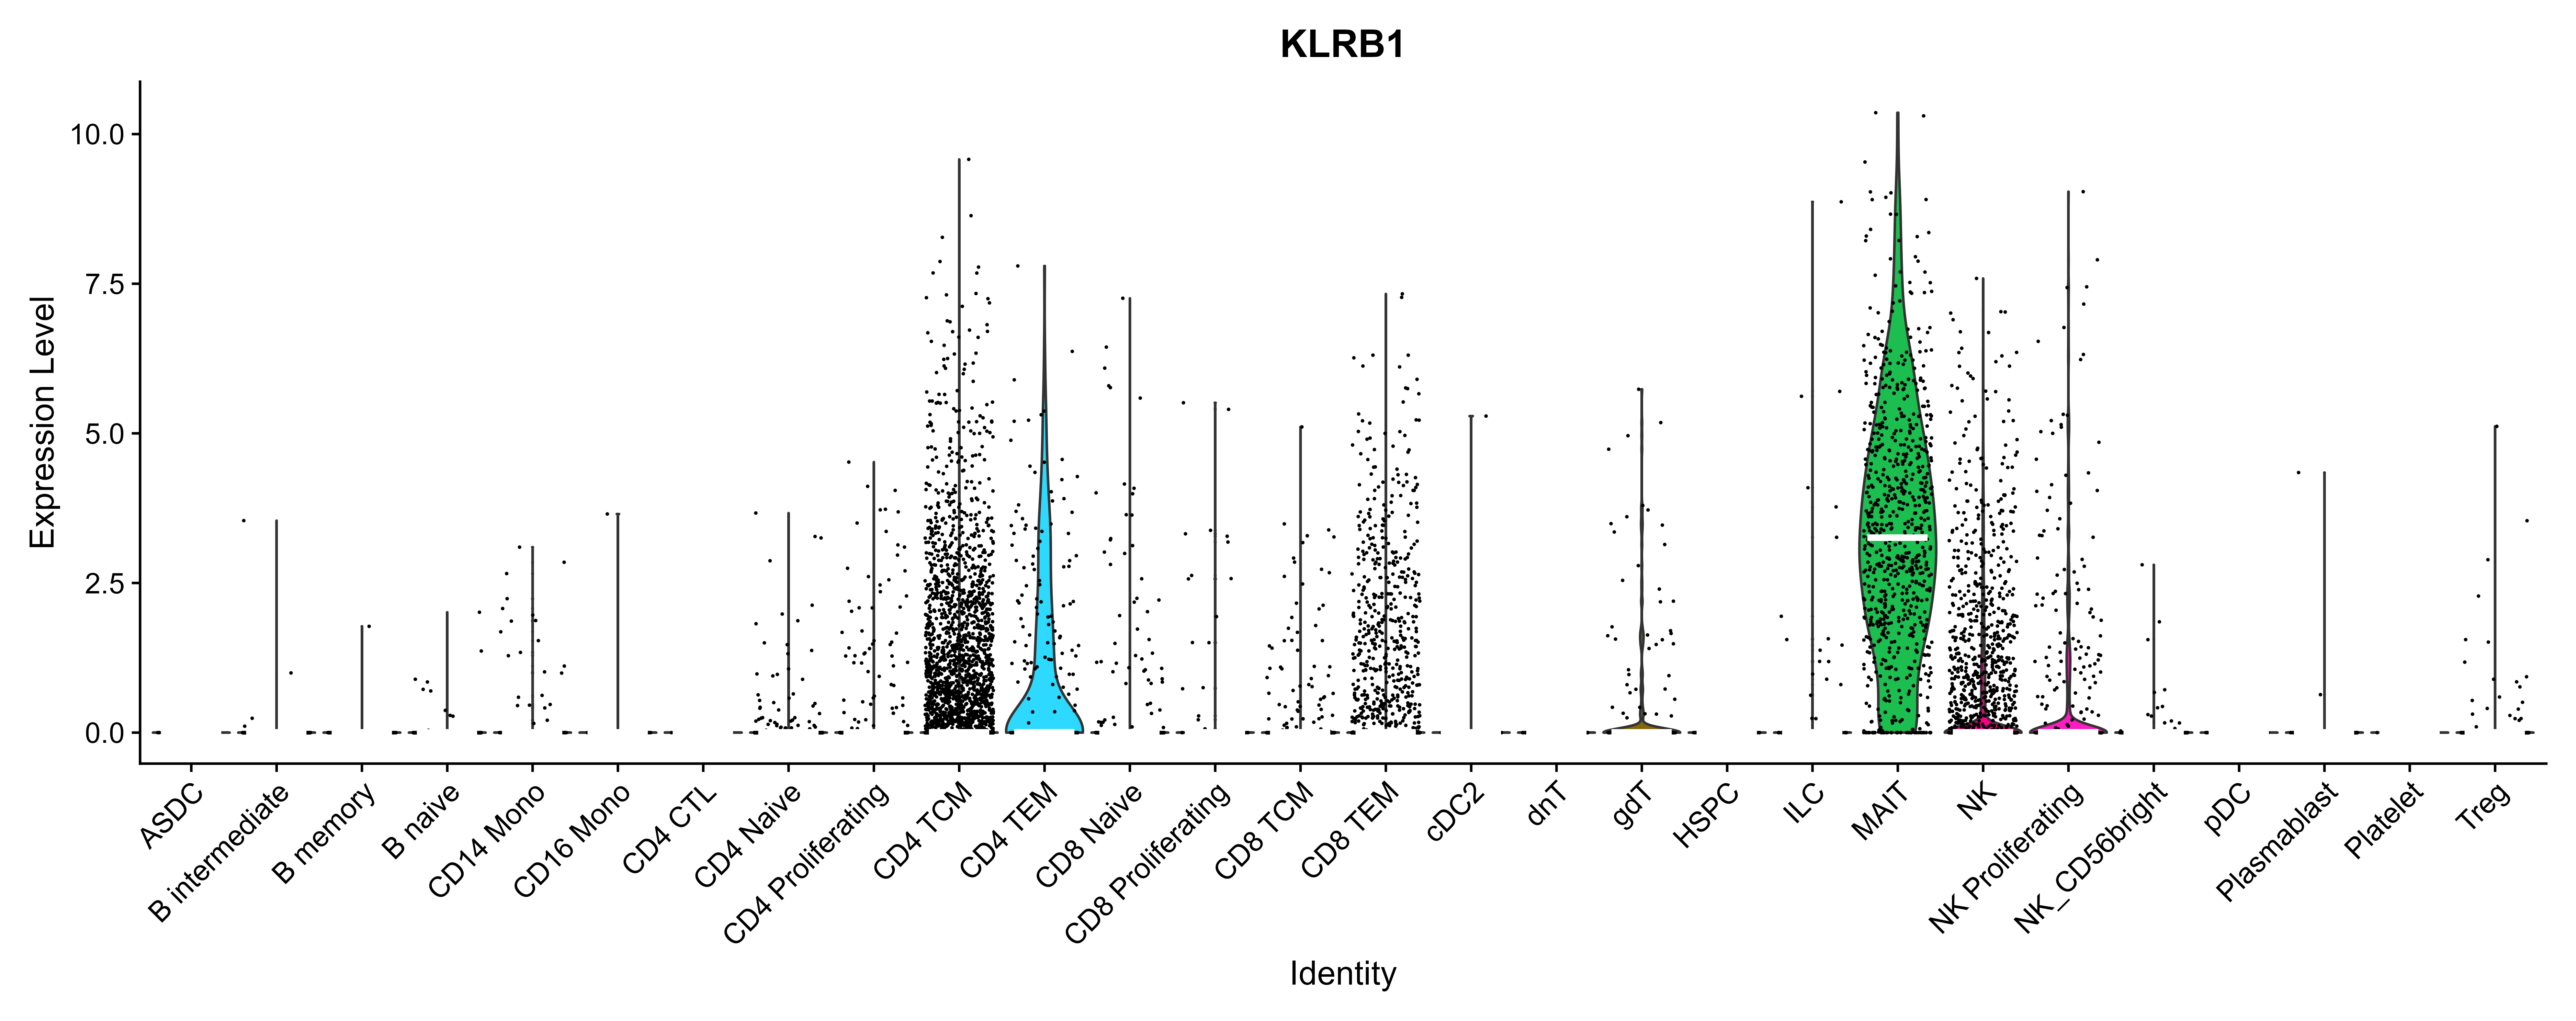 KLRB1
Expression Level
10.0
7.5
5.0
2.5
0.0
ASDC
B intermediate
B memory
B naive
CD14 Mono
CD16 Mono
CD4 CTL
CD4 Naive
CD4 Proliferating
CD4 TCM
CD4 TEM
CD8 Naive
CD8 Proliferating
CD8 TCM
CD8 TEM
cDC2
dnT
gdT
HSPC
ILC
MAIT
NK
NK Proliferating
NK_CD56bright
pDC
Plasmablast
Platelet
Treg
Identity